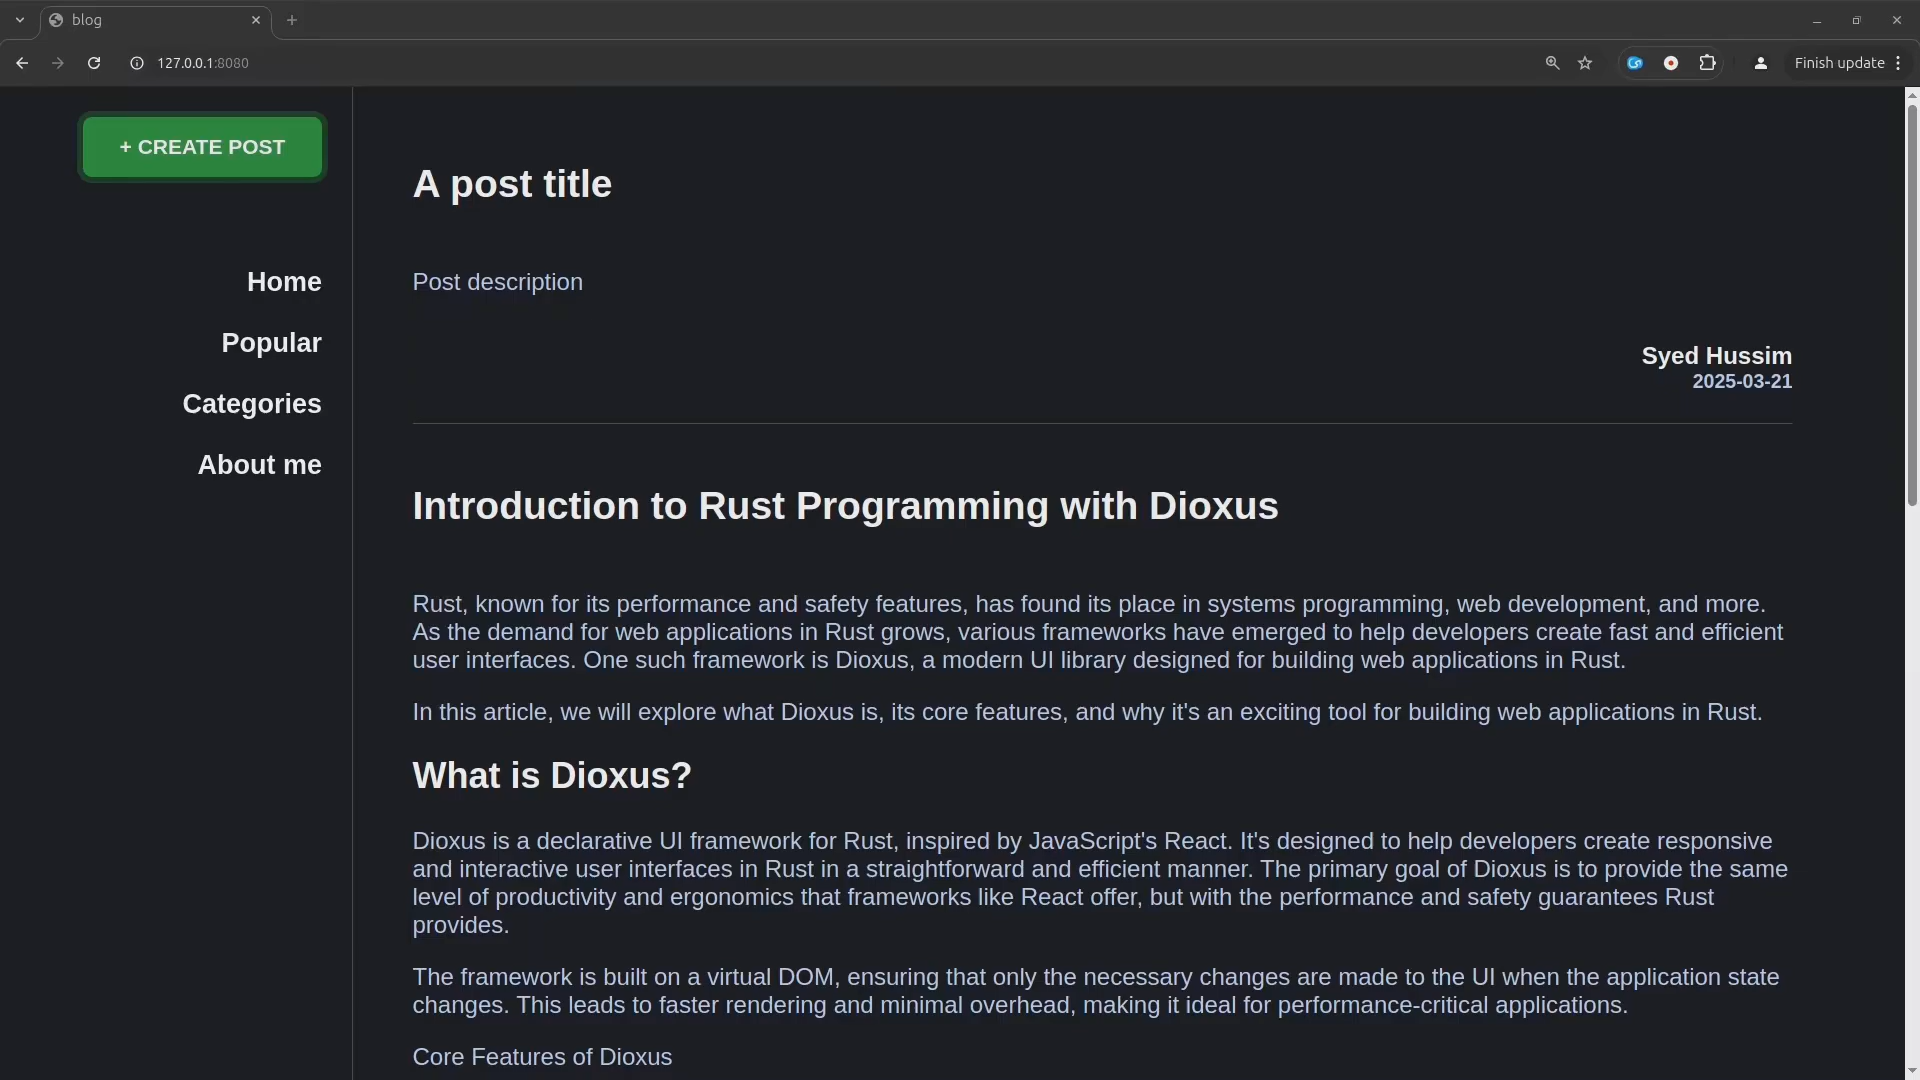 blog
127.0.0.1:8080
Finish update
+ CREATE POST
Home
Popular
Categories
About me
A post title
Post description
Syed Hussim
2025-03-21
Introduction to Rust Programming with Dioxus
Rust, known for its performance and safety features, has found its place in systems programming, web development, and more.
As the demand for web applications in Rust grows, various frameworks have emerged to help developers create fast and efficient
user interfaces. One such framework is Dioxus, a modern UI library designed for building web applications in Rust.
In this article, we will explore what Dioxus is, its core features, and why it's an exciting tool for building web applications in Rust.
What is Dioxus?
Dioxus is a declarative UI framework for Rust, inspired by JavaScript's React. It's designed to help developers create responsive
and interactive user interfaces in Rust in a straightforward and efficient manner. The primary goal of Dioxus is to provide the same
level of productivity and ergonomics that frameworks like React offer, but with the performance and safety guarantees Rust
provides.
The framework is built on a virtual DOM, ensuring that only the necessary changes are made to the UI when the application state
changes. This leads to faster rendering and minimal overhead, making it ideal for performance-critical applications.
Core Features of Dioxus